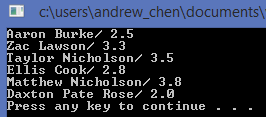 c:\users\andrew_chen\documents\
Aaron Burke/ 2.5
Zac Lawson/ 3.3
Taylor Nicholson/ 3.5
Ellis Cook/ 2.8
Matthew Nicholson/ 3.8
Daxton Pate Rose/ 2.0
Press any key to continue . . .